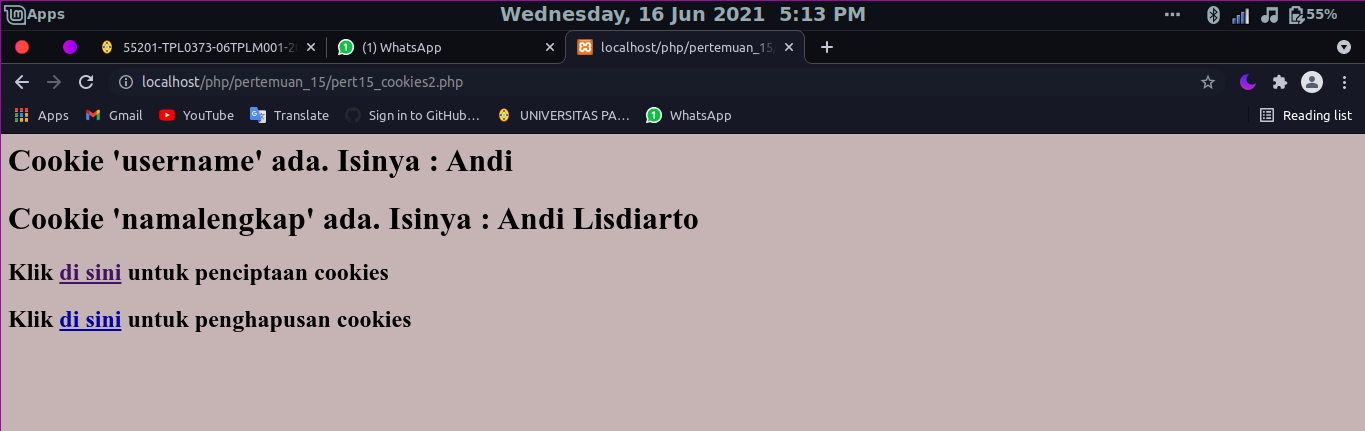 Apps
Wednesday, 16 Jun 2021 5:13 PM
55%
55201-TPL0373-06TPLM001-2
(1) WhatsApp
localhost/php/pertemuan_15/
localhost/php/pertemuan_15/pert15_cookies2.php
Apps
Gmail
YouTube
Translate
Sign in to GitHub...
UNIVERSITAS PA...
WhatsApp
Reading list
Cookie 'username' ada. Isinya : Andi
Cookie 'namalengkap' ada. Isinya : Andi Lisdiarto
Klik di sini untuk penciptaan cookies
Klik di sini untuk penghapusan cookies